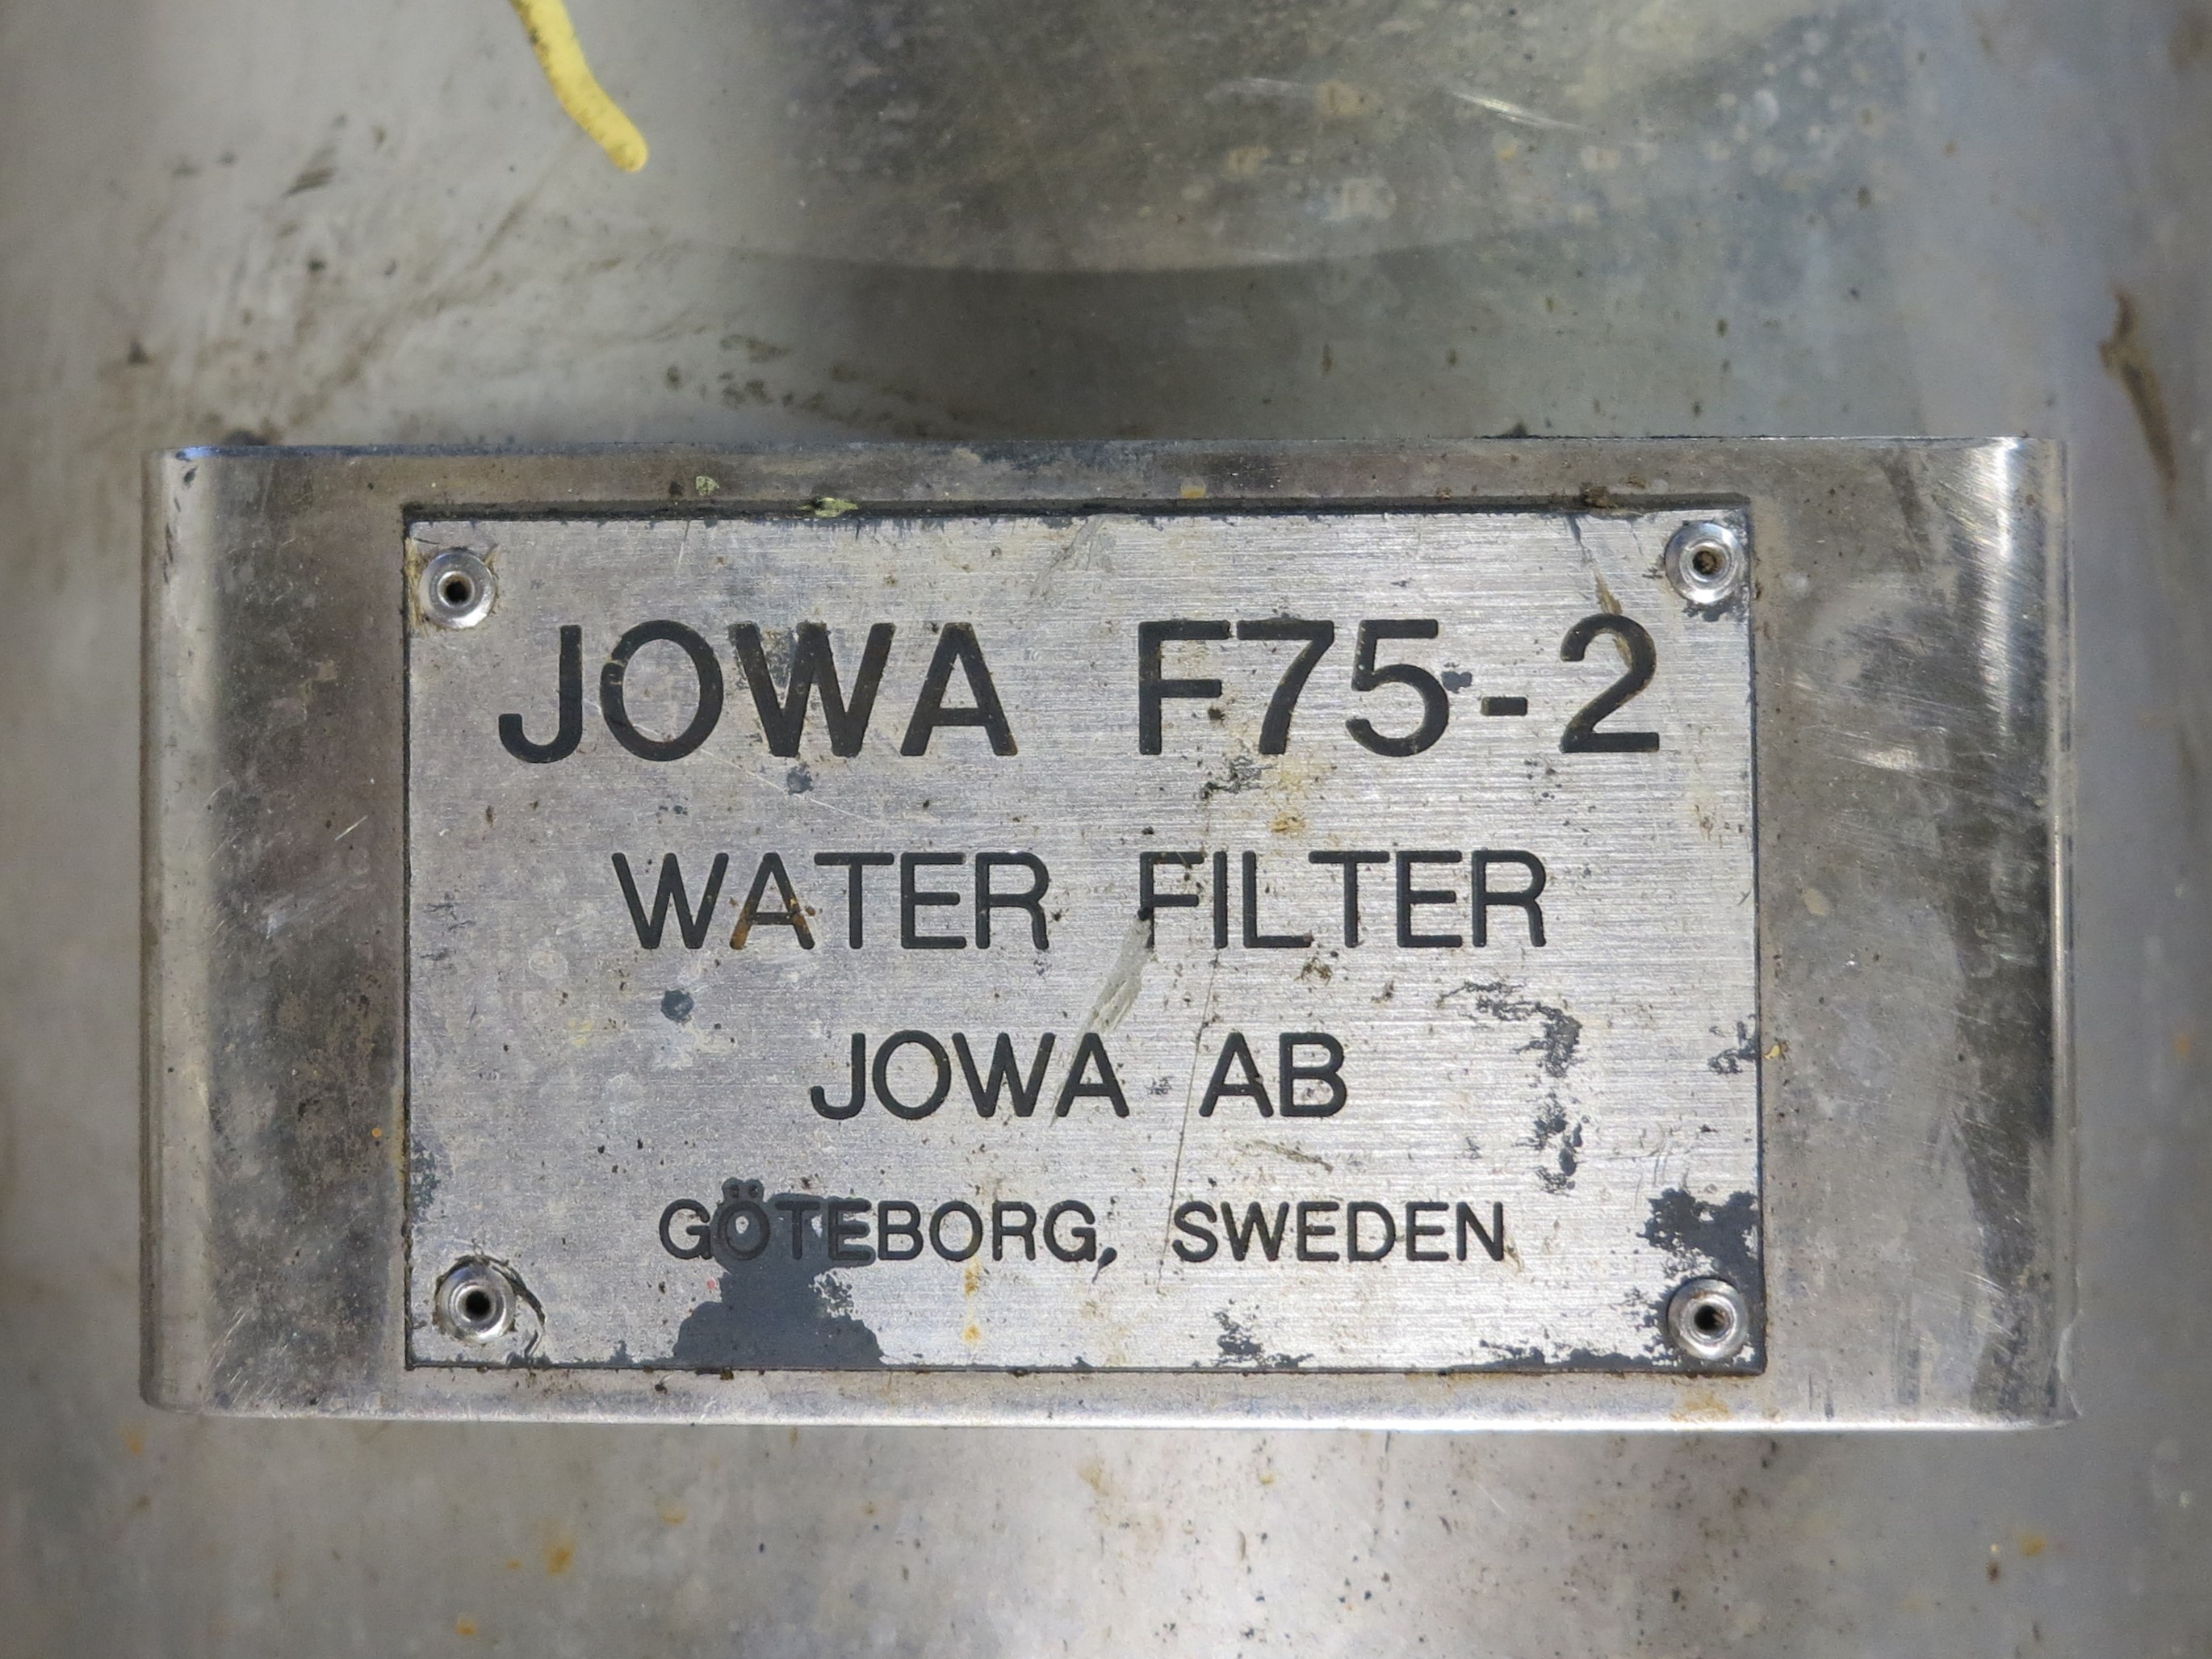 JOWA F75-2
WATER FILTER
JOWA AB
GÖTEBORG, SWEDEN